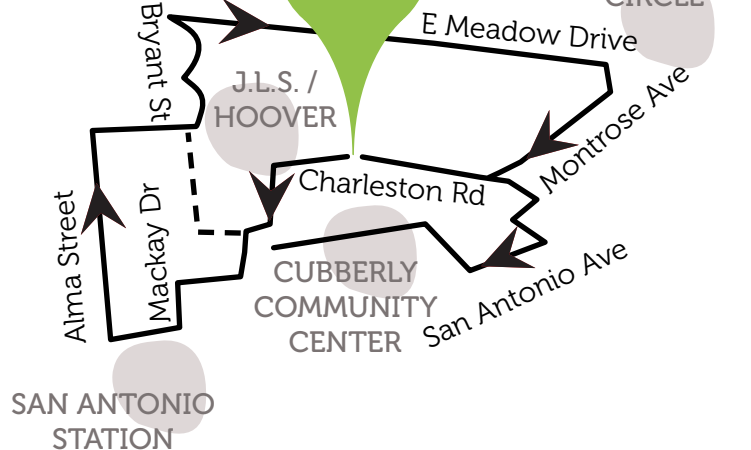 CIRCLE
Bryant St
E Meadow Drive
J.L.S. /
HOOVER
Montrose Ave
Charleston Rd
Alma Street
Mackay Dr
CUBBERLY
COMMUNITY
CENTER
San Antonio Ave
SAN ANTONIO
STATION